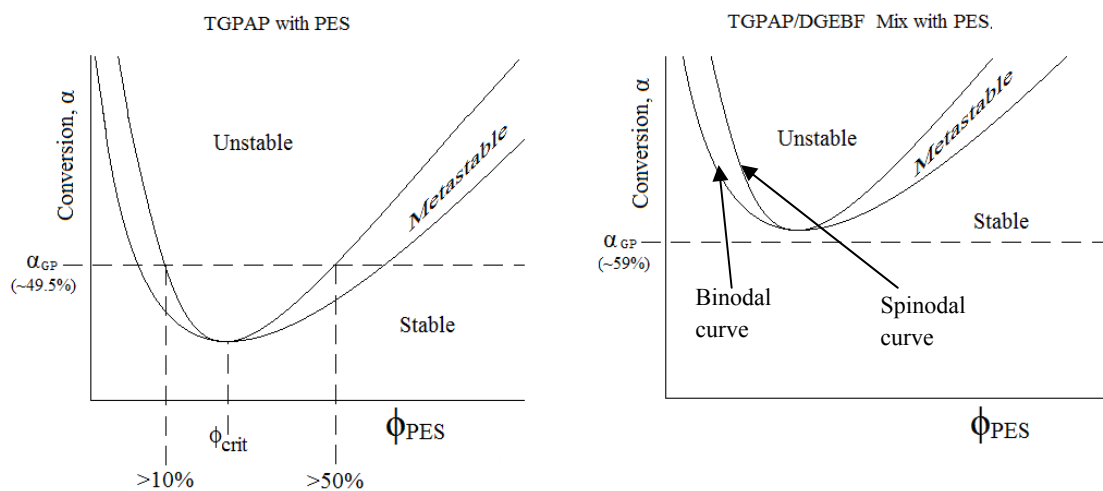 TGPAP with PES
Conversion, α
Unstable
Metastable
αGP
(~49.5%)
Stable
ϕcrit
ϕPES
>10%
>50%
TGPAP/DGEBF Mix with PES.
Conversion, α
Unstable
Metastable
Stable
αGP
(~59%)
Binodal
curve
Spinodal
curve
ϕPES